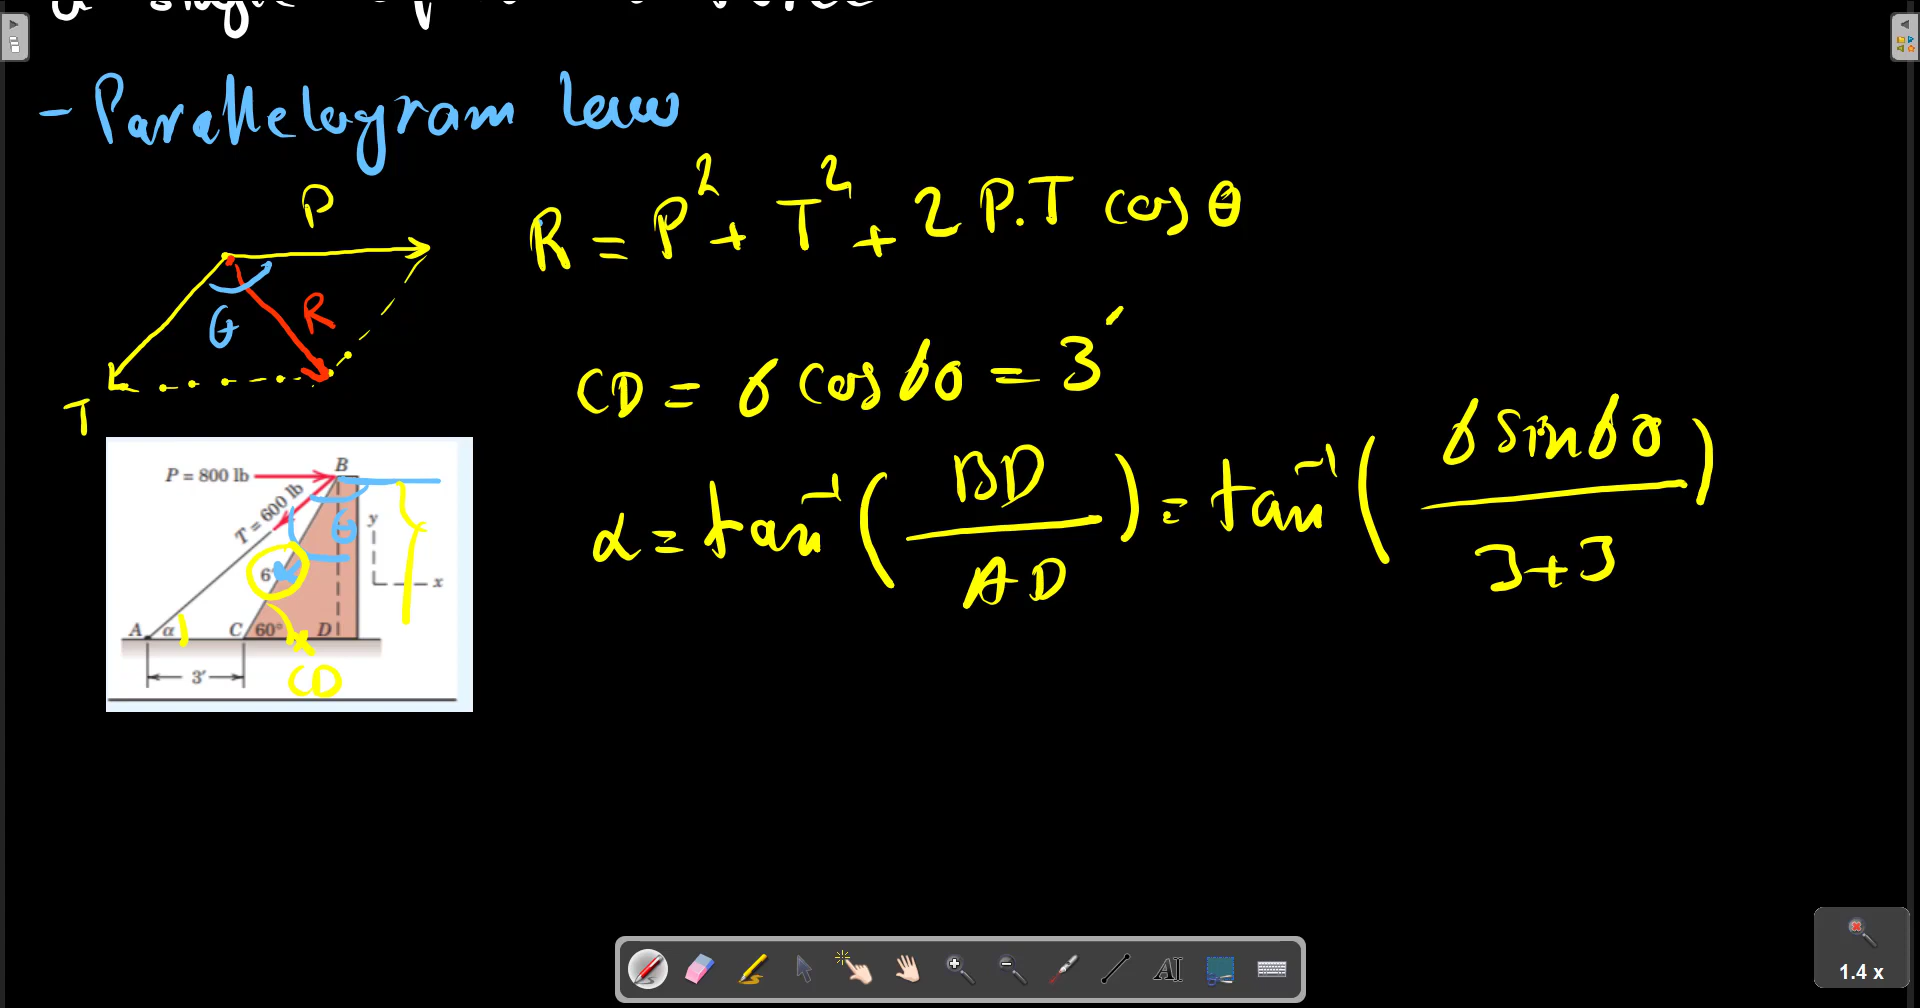 - Parallelogram law
P
R = P² + T² + 2 P.T cos θ
θ
R
T
CD = 6 cos 60 = 3′
α = tan⁻¹ ( BD / AD ) = tan⁻¹ ( 6 sin 60 / 3+3 )
P = 800 lb
B
T = 600 lb
θ
y
6′
x
A α C 60° D
3′
CD
1.4 x